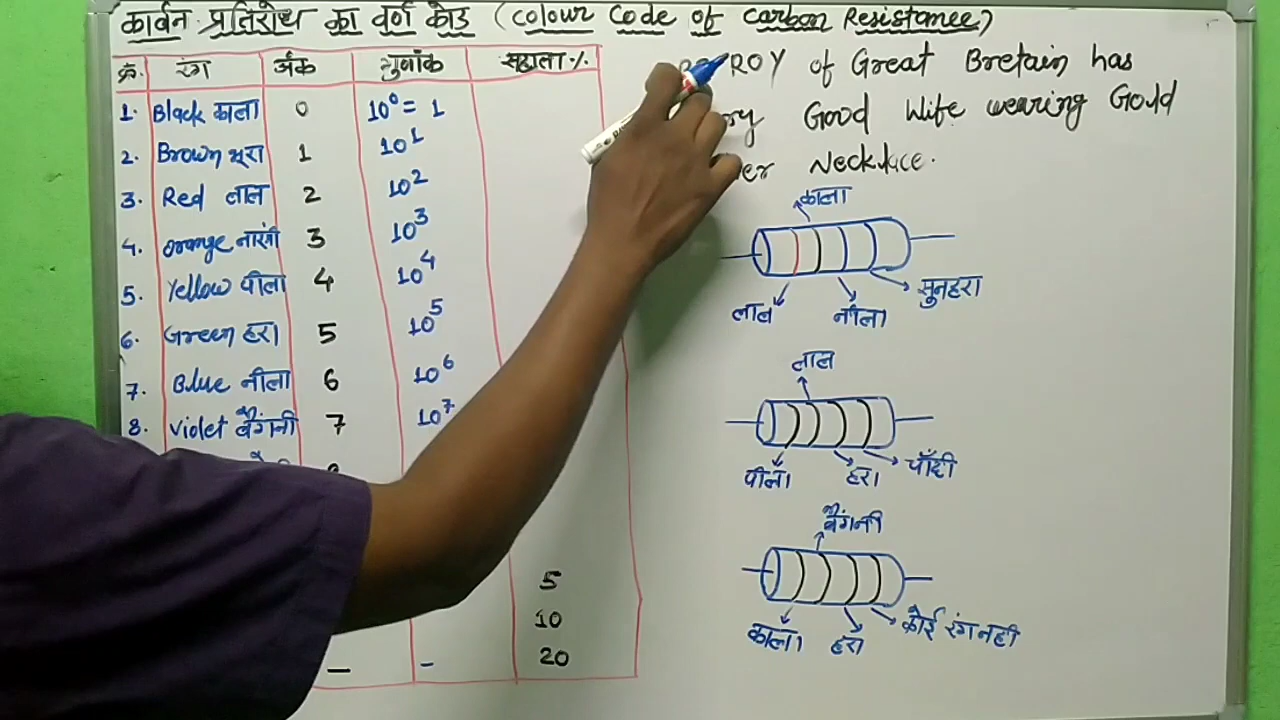 कार्बन प्रतिरोध का वर्ण कोड (Colour Code of Carbon Resistance)
क्र. रंग अंक गुणांक सह्यता %
1. Black काला 0 10⁰ = 1
2. Brown भूरा 1 10¹
3. Red लाल 2 10²
4. Orange नारंगी 3 10³
5. Yellow पीला 4 10⁴
6. Green हरा 5 10⁵
7. Blue नीला 6 10⁶
8. Violet बैंगनी 7 10⁷
5
10
– - 20
ROY of Great Bretain has
Good Wife wearing Gold
Necklace.
काला
लाल नीला सुनहरा
लाल
पीला हरा चाँदी
बैंगनी
काला हरा कोई रंग नही